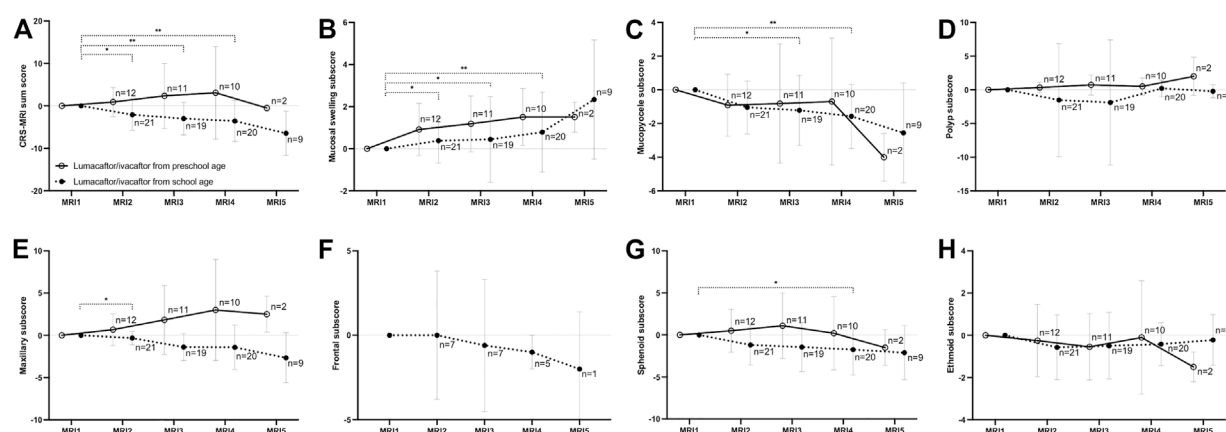 A
CRS-MRI sum score
20
10
0
-10
-20
*
**
**
n=12
n=11
n=10
n=2
n=21
n=19
n=20
n=9
Lumacaftor/ivacaftor from preschool age
Lumacaftor/ivacaftor from school age
MRI1 MRI2 MRI3 MRI4 MRI5
B
Mucosal swelling subscore
6
4
2
0
-2
**
*
*
n=12
n=11
n=10
n=2
n=21
n=19
n=20
n=9
MRI1 MRI2 MRI3 MRI4 MRI5
C
Mucopyocele subscore
4
2
0
-2
-4
-6
**
*
n=12
n=11
n=10
n=2
n=21
n=19
n=20
n=9
MRI1 MRI2 MRI3 MRI4 MRI5
D
Polyp subscore
10
5
0
-5
-10
-15
n=12
n=11
n=10
n=2
n=21
n=19
n=20
n=9
MRI1 MRI2 MRI3 MRI4 MRI5
E
Maxillary subscore
10
5
0
-5
-10
*
n=12
n=11
n=10
n=2
n=21
n=19
n=20
n=9
MRI1 MRI2 MRI3 MRI4 MRI5
F
Frontal subscore
5
0
-5
n=7
n=7
n=5
n=1
MRI1 MRI2 MRI3 MRI4 MRI5
G
Sphenoid subscore
10
5
0
-5
-10
*
n=12
n=11
n=10
n=2
n=21
n=19
n=20
n=9
MRI1 MRI2 MRI3 MRI4 MRI5
H
Ethmoid subscore
4
2
0
-2
-4
n=12
n=11
n=10
n=2
n=21
n=19
n=20
MRI1 MRI2 MRI3 MRI4 MRI5